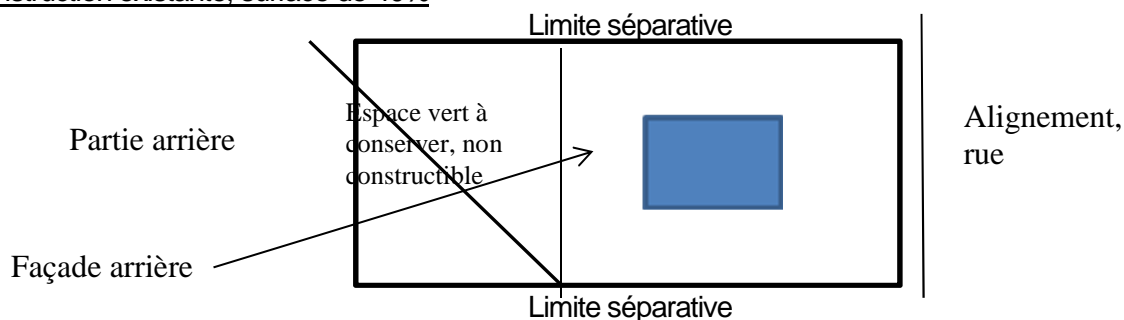 Limite séparative
Espace vert à
conserver, non
constructible
Partie arrière
Alignement,
rue
Façade arrière
Limite séparative